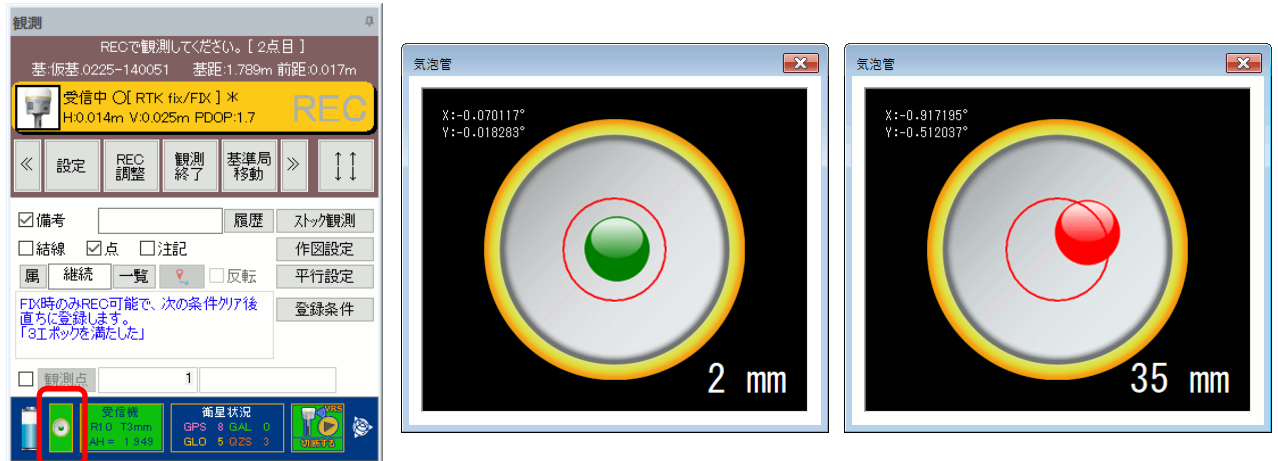 観測
RECで観測してください。[ 2点目 ]
基:仮基.0225-140051 基距:1.789m 前距:0.017m
受信中 〇[ RTK fix/FIX ] ＊
H:0.014m V:0.025m PDOP:1.7
REC
≪ 設定 REC調整 観測終了 基準局移動 ≫ ↑↑↓↓
備考 履歴 ストック観測
結線 点 注記 作図設定
属 継続 一覧 反転 平行設定
FIX時のみREC可能で、次の条件クリア後
直ちに登録します。
「3エポックを満たした」
登録条件
観測点 1
受信機
R10 T3mm
AH= 1.949
衛星状況
GPS 8 GAL 0
GLO 5 QZS 3
VRS
切断する
気泡管
X:-0.070117°
Y:-0.018283°
2 mm
気泡管
X:-0.917195°
Y:-0.512037°
35 mm